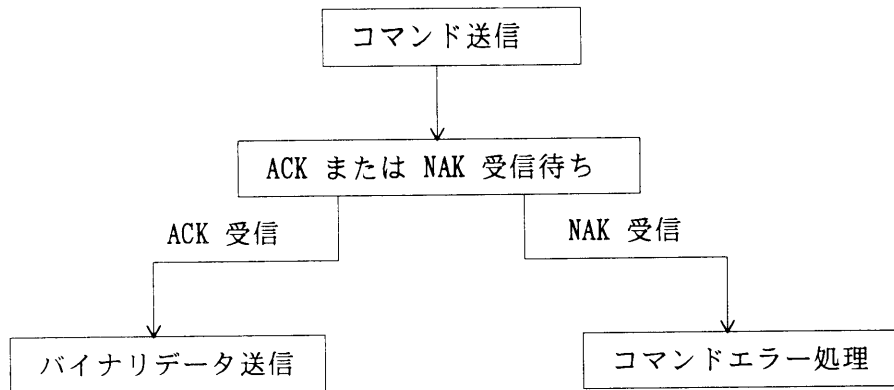 コマンド送信
ACK または NAK 受信待ち
ACK 受信
NAK 受信
バイナリデータ送信
コマンドエラー処理